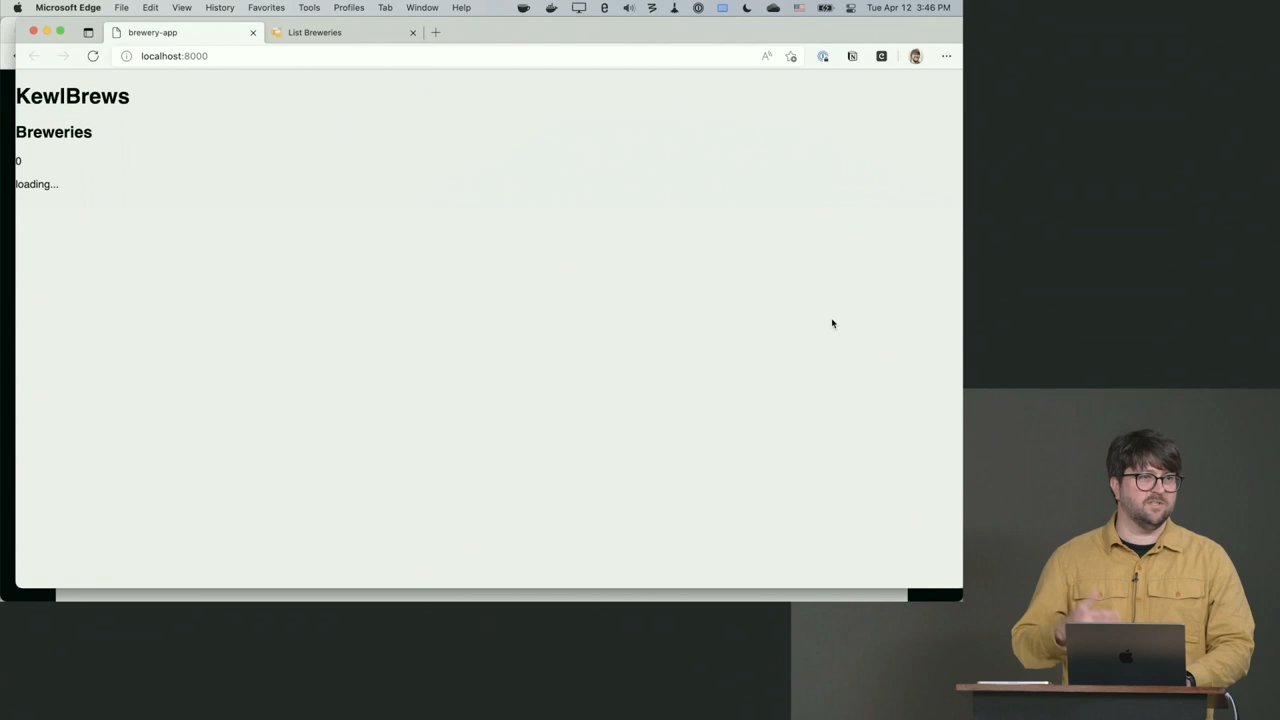 Microsoft Edge File Edit View History Favorites Tools Profiles Tab Window Help Tue Apr 12 3:46 PM
brewery-app List Breweries
localhost:8000
KewlBrews
Breweries
0
loading...